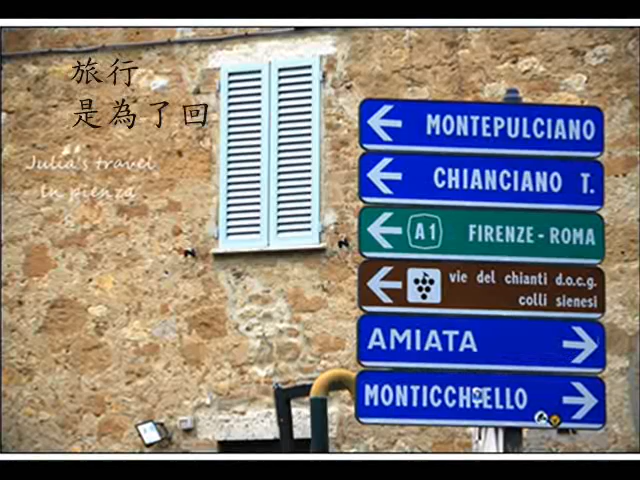 旅行
是為了回
Julia's travel
In pienza
MONTEPULCIANO
CHIANCIANO T.
A1 FIRENZE-ROMA
vie del chianti d.o.c.g.
colli sienesi
AMIATA
MONTICCHIELLO